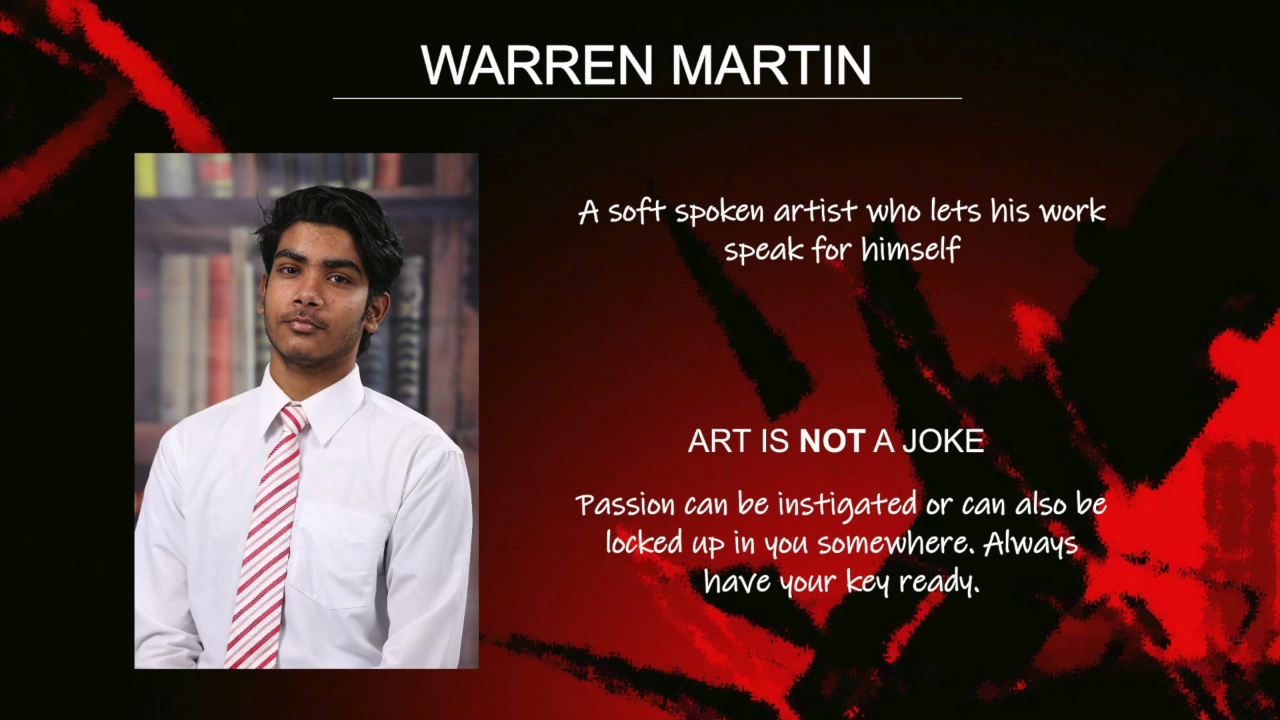 WARREN MARTIN
A soft spoken artist who lets his work
speak for himself
ART IS NOT A JOKE
Passion can be instigated or can also be
locked up in you somewhere. Always
have your key ready.